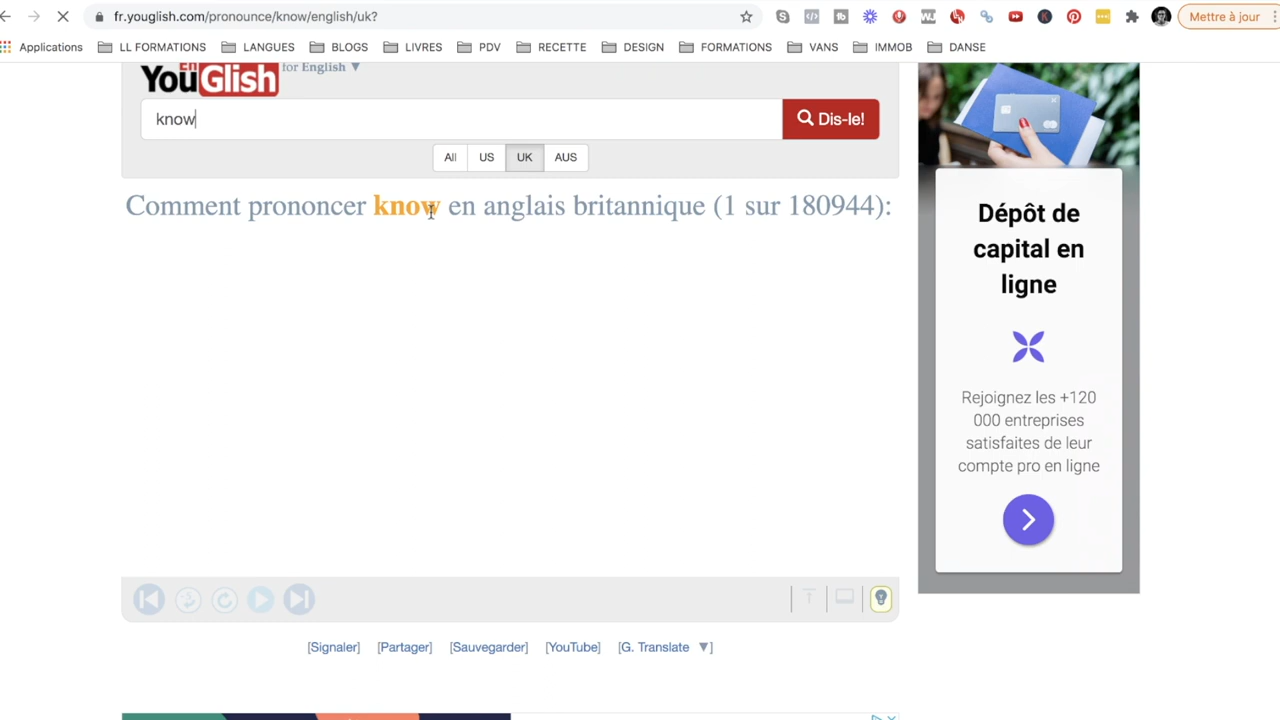 fr.youglish.com/pronounce/know/english/uk?
Mettre à jour
Applications LL FORMATIONS LANGUES BLOGS LIVRES PDV RECETTE DESIGN FORMATIONS VANS IMMOB DANSE
YouGlish for English ▼
know
Dis-le!
All US UK AUS
Comment prononcer know en anglais britannique (1 sur 180944):
[Signaler] [Partager] [Sauvegarder] [YouTube] [G. Translate ▼]
Dépôt de
capital en
ligne
Rejoignez les +120
000 entreprises
satisfaites de leur
compte pro en ligne